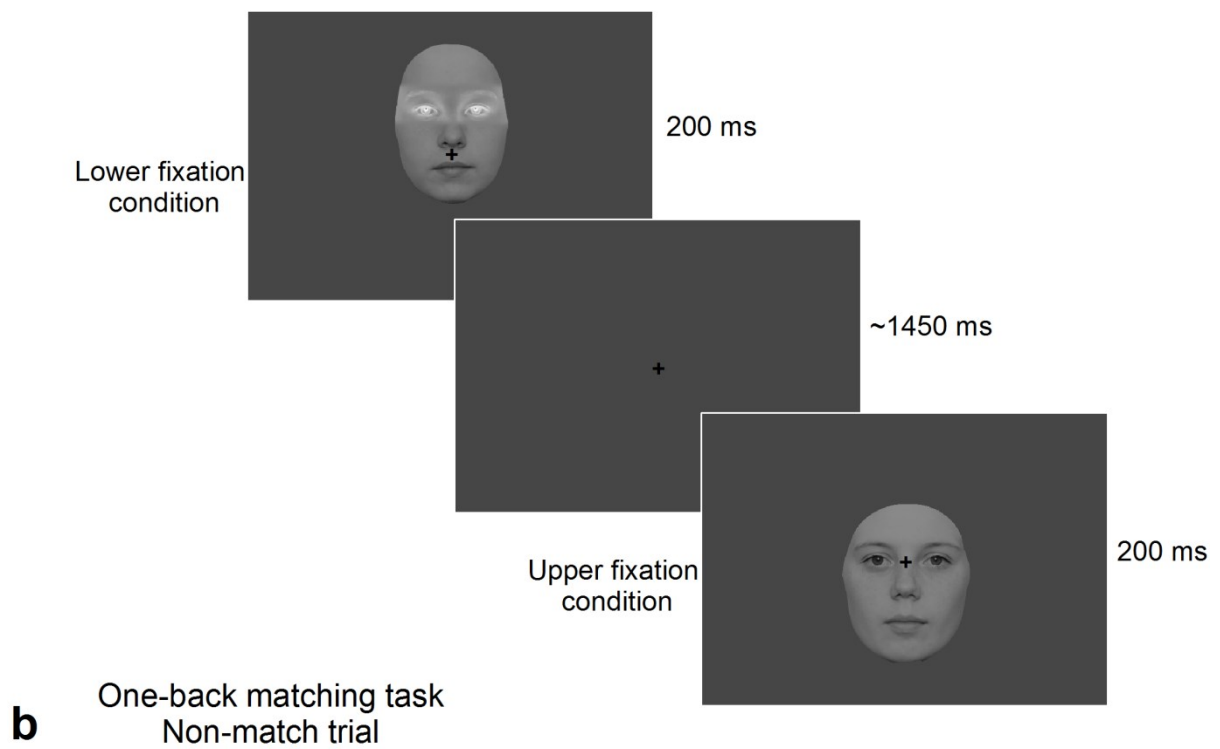 200 ms
Lower fixation
condition
~1450 ms
Upper fixation
condition
200 ms
One-back matching task
Non-match trial
b